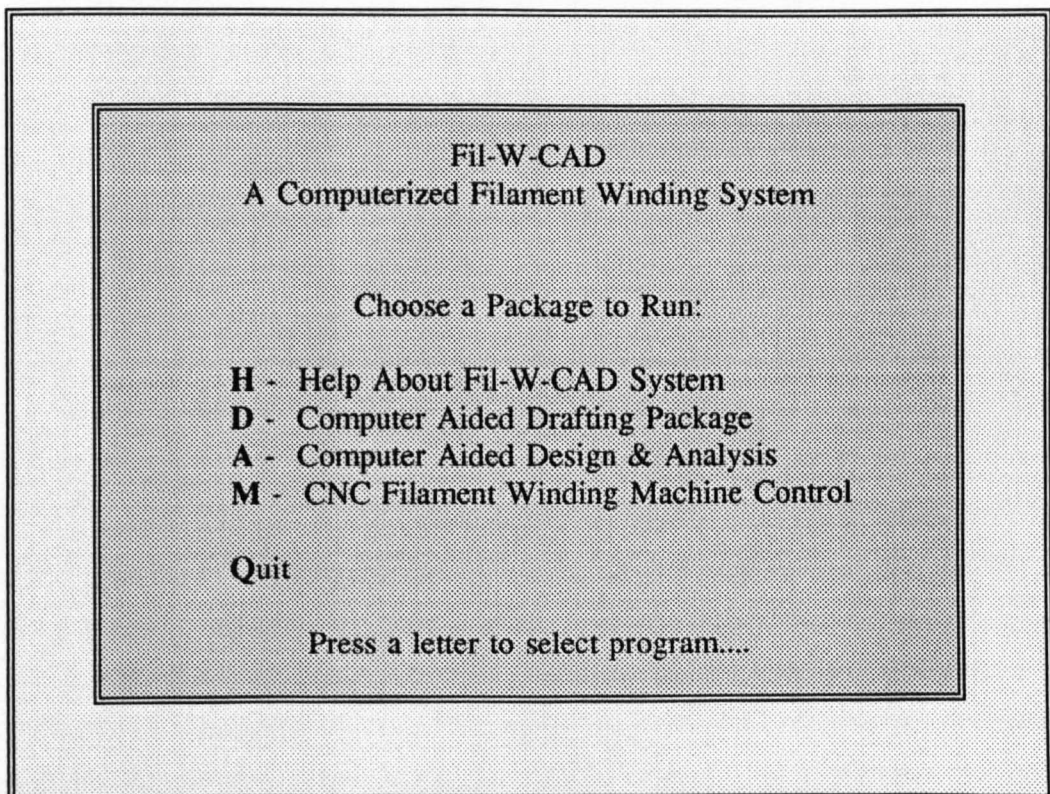 Fil-W-CAD
A Computerized Filament Winding System
Choose a Package to Run:
H - Help About Fil-W-CAD System
D - Computer Aided Drafting Package
A - Computer Aided Design & Analysis
M - CNC Filament Winding Machine Control
Quit
Press a letter to select program....